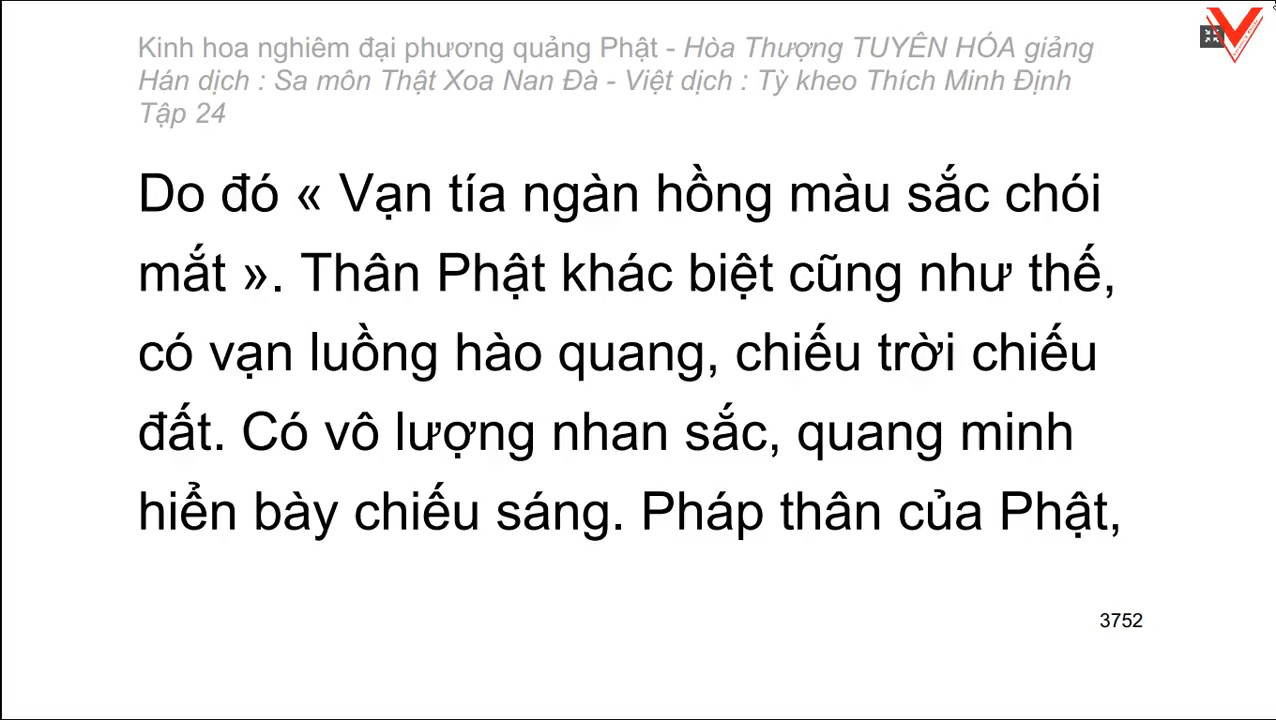 Kinh hoa nghiêm đại phương quảng Phật - Hòa Thượng TUYÊN HÓA giảng
Hán dịch : Sa môn Thật Xoa Nan Đà - Việt dịch : Tỳ kheo Thích Minh Định
Tập 24
Do đó « Vạn tía ngàn hồng màu sắc chói
mắt ». Thân Phật khác biệt cũng như thế,
có vạn luồng hào quang, chiếu trời chiếu
đất. Có vô lượng nhan sắc, quang minh
hiển bày chiếu sáng. Pháp thân của Phật,
3752